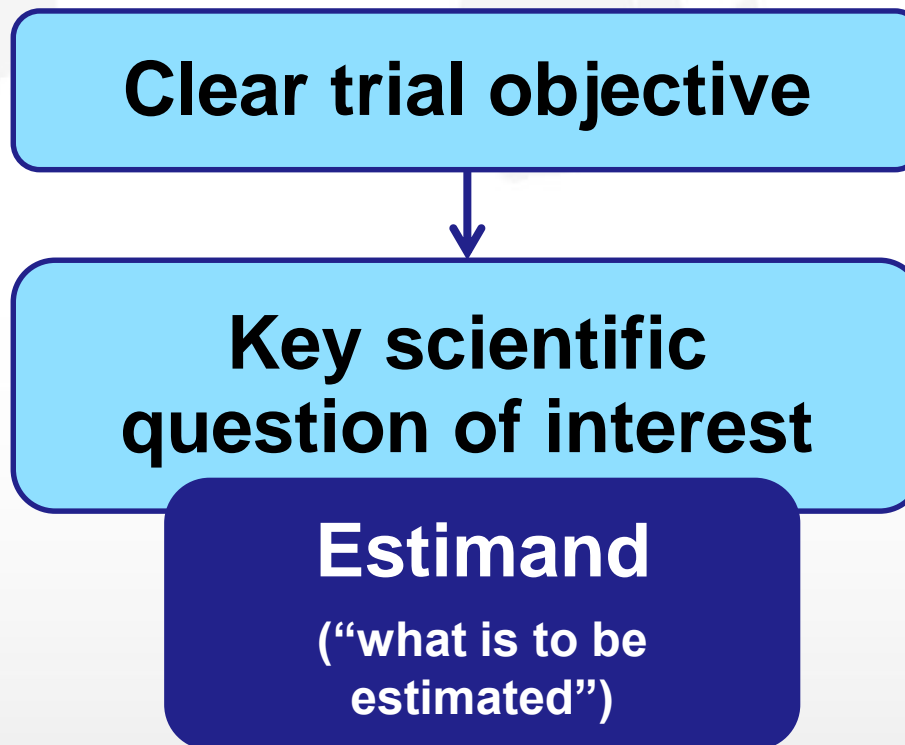 Clear trial objective
Key scientific
question of interest
Estimand
(“what is to be
estimated”)